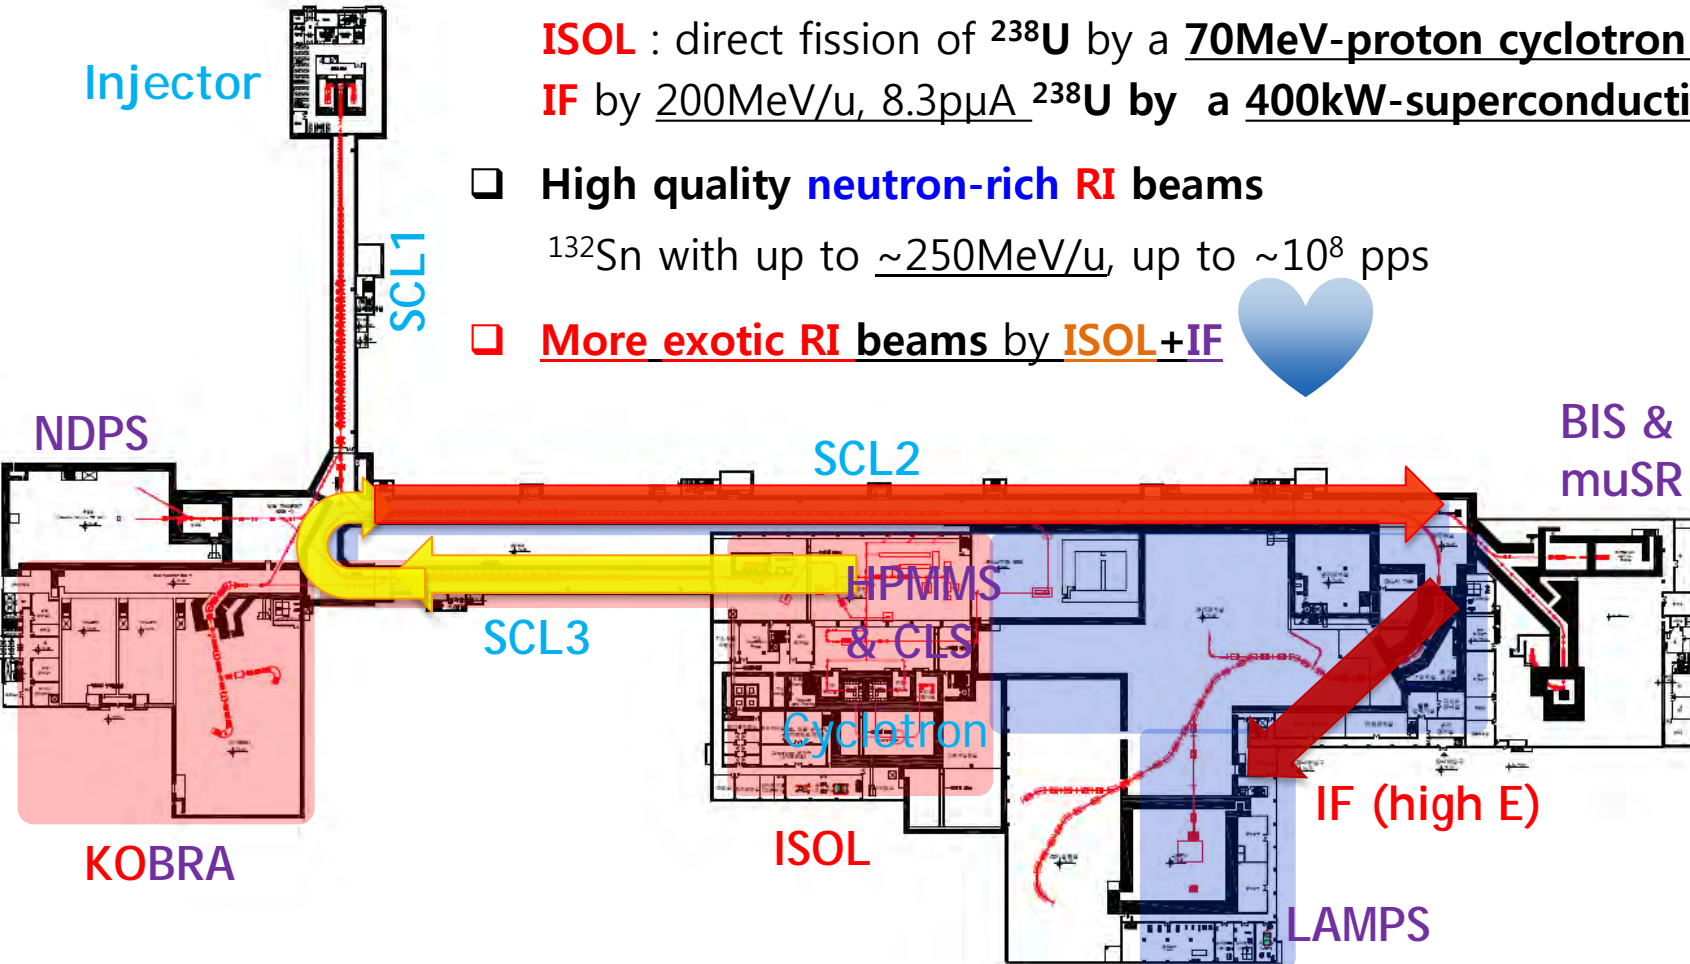 ISOL : direct fission of ²³⁸U by a 70MeV-proton cyclotron
IF by 200MeV/u, 8.3pμA ²³⁸U by a 400kW-superconducti
Injector
❑ High quality neutron-rich RI beams
¹³²Sn with up to ~250MeV/u, up to ~10⁸ pps
SCL1
❑ More exotic RI beams by ISOL+IF
NDPS
SCL2
BIS &
muSR
HPMMS
& CLS
SCL3
Cyclotron
IF (high E)
ISOL
KOBRA
LAMPS